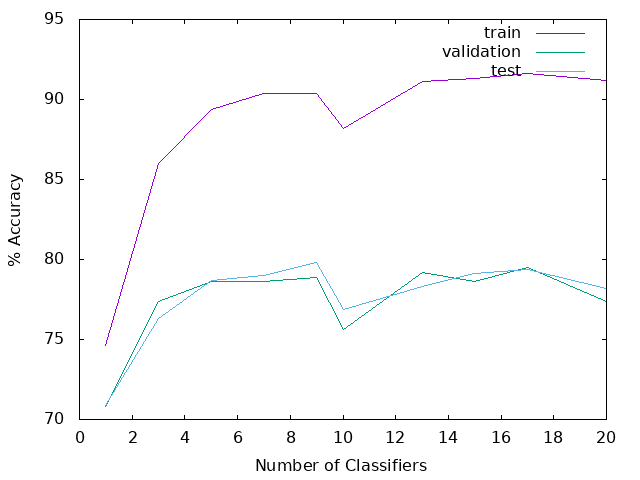 95
90
85
80
75
70
% Accuracy
train
validation
test
0 2 4 6 8 10 12 14 16 18 20
Number of Classifiers